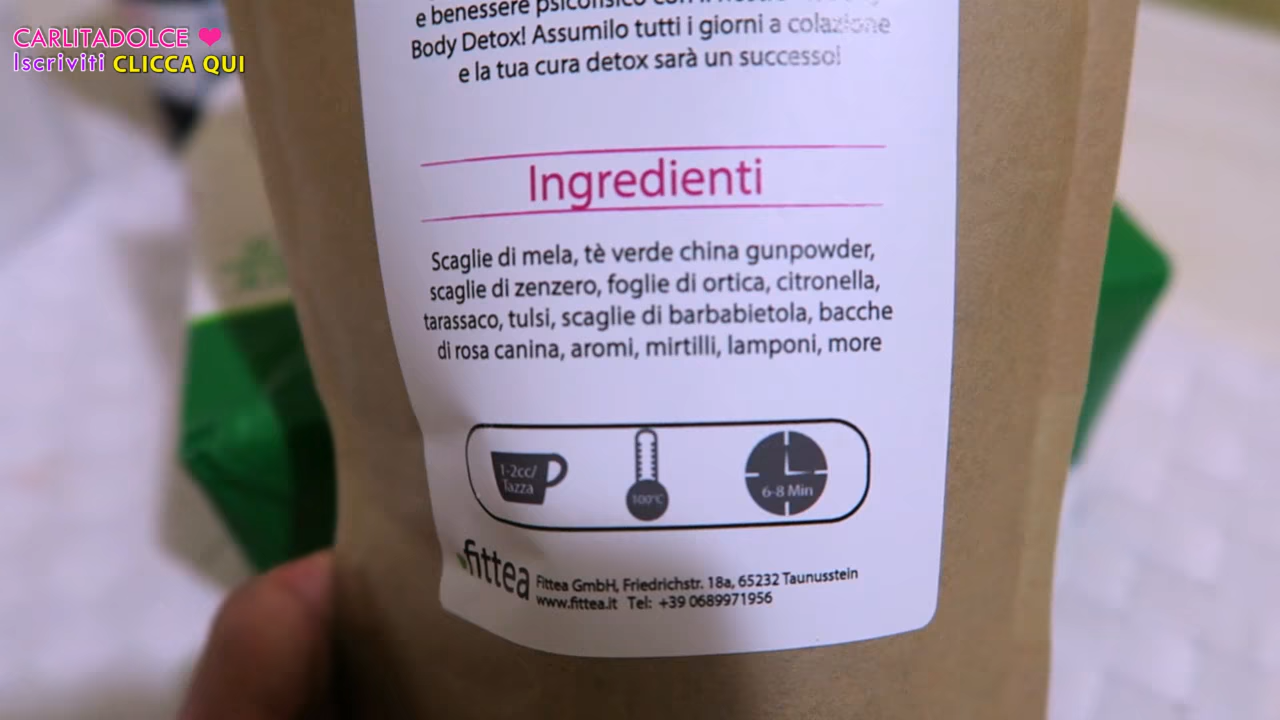 CARLITADOLCE ❤
Iscriviti CLICCA QUI
e benessere psicofisico con il
Body Detox! Assumilo tutti i giorni a colazione
e la tua cura detox sarà un successo!
Ingredienti
Scaglie di mela, tè verde china gunpowder,
scaglie di zenzero, foglie di ortica, citronella,
tarassaco, tulsi, scaglie di barbabietola, bacche
di rosa canina, aromi, mirtilli, lamponi, more
1-2cc/
Tazza
100°C
6-8 Min
fittea
Fittea GmbH, Friedrichstr. 18a, 65232 Taunusstein
www.fittea.it Tel: +39 0689971956